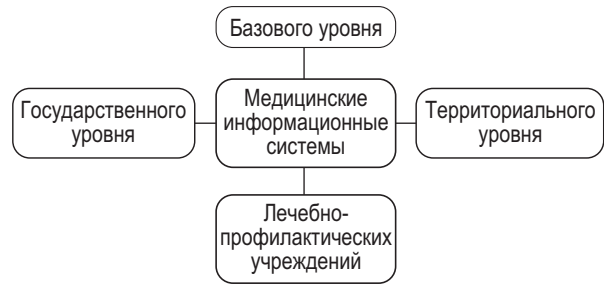 Базового уровня
Государственного
уровня
Медицинские
информационные
системы
Территориального
уровня
Лечебно-
профилактических
учреждений